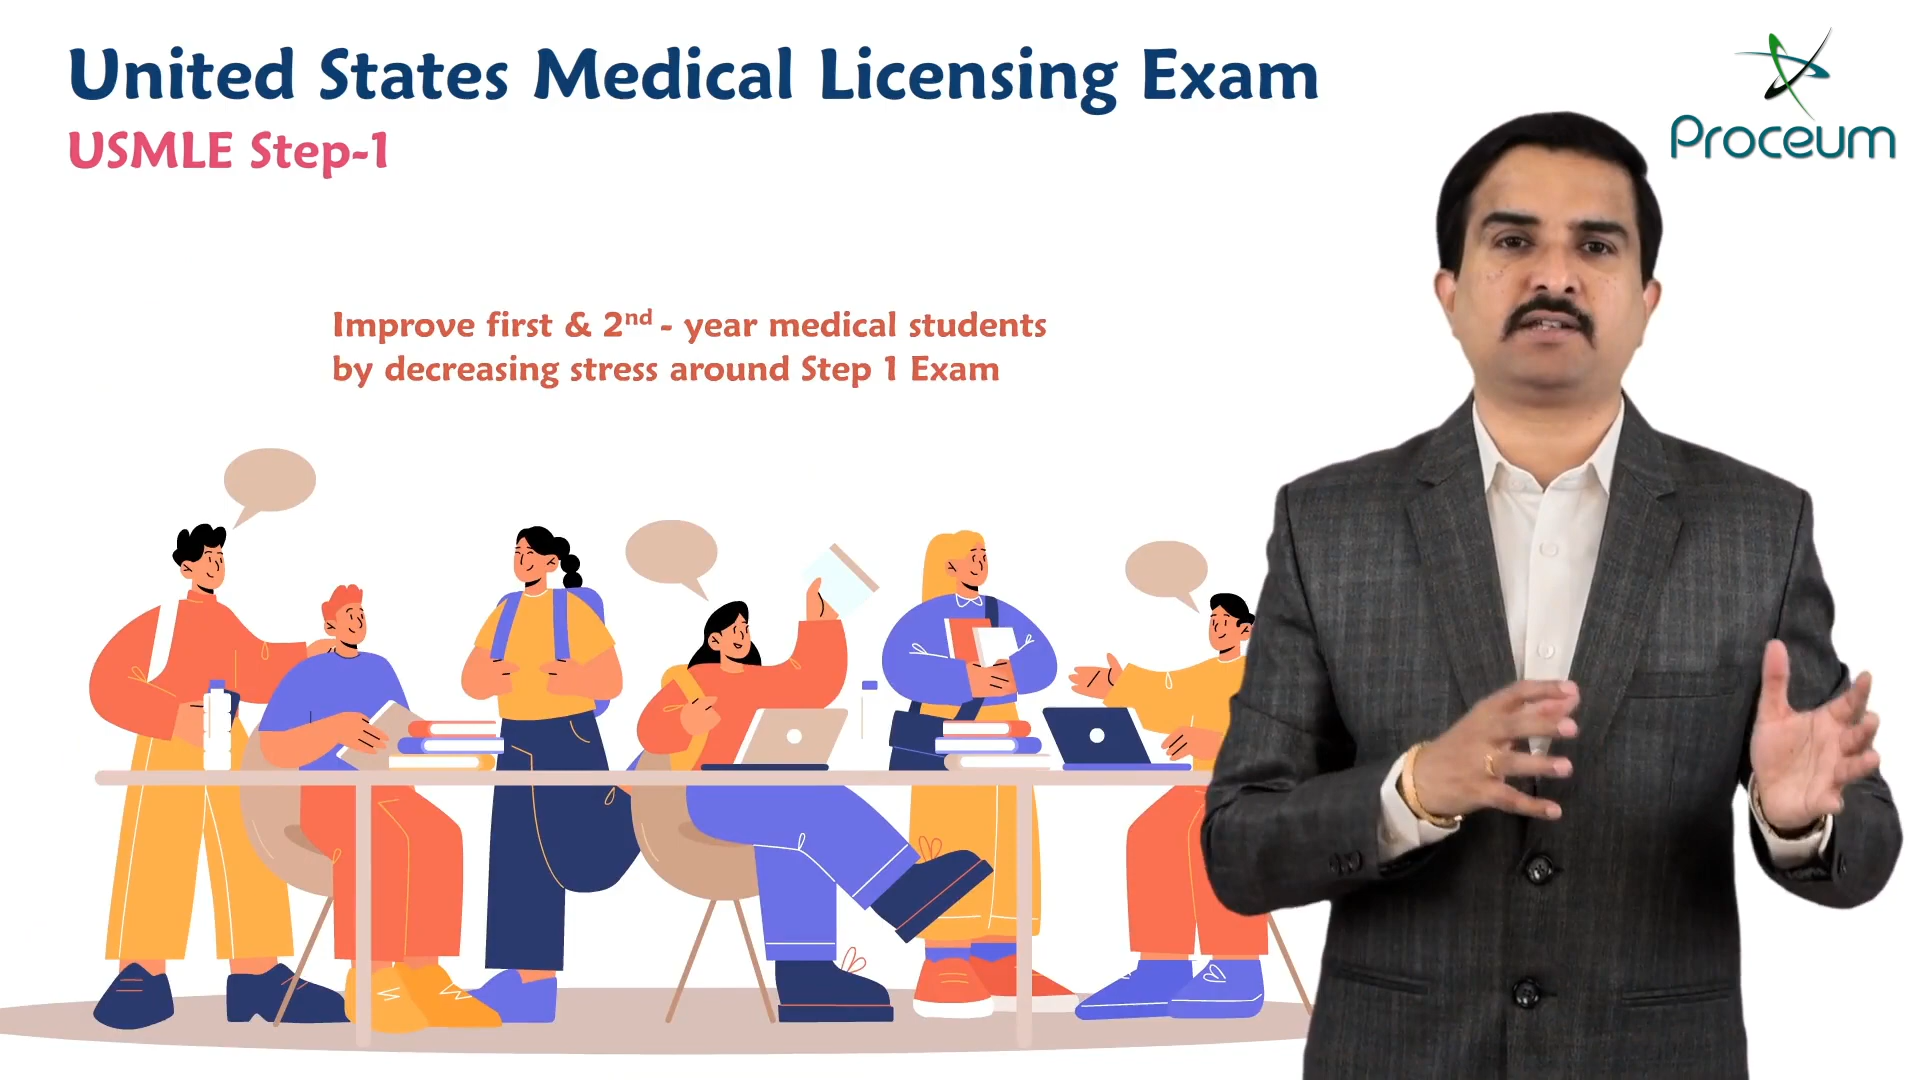 United States Medical Licensing Exam
USMLE Step-1
Proceum
Improve first & 2nd - year medical students
by decreasing stress around Step 1 Exam